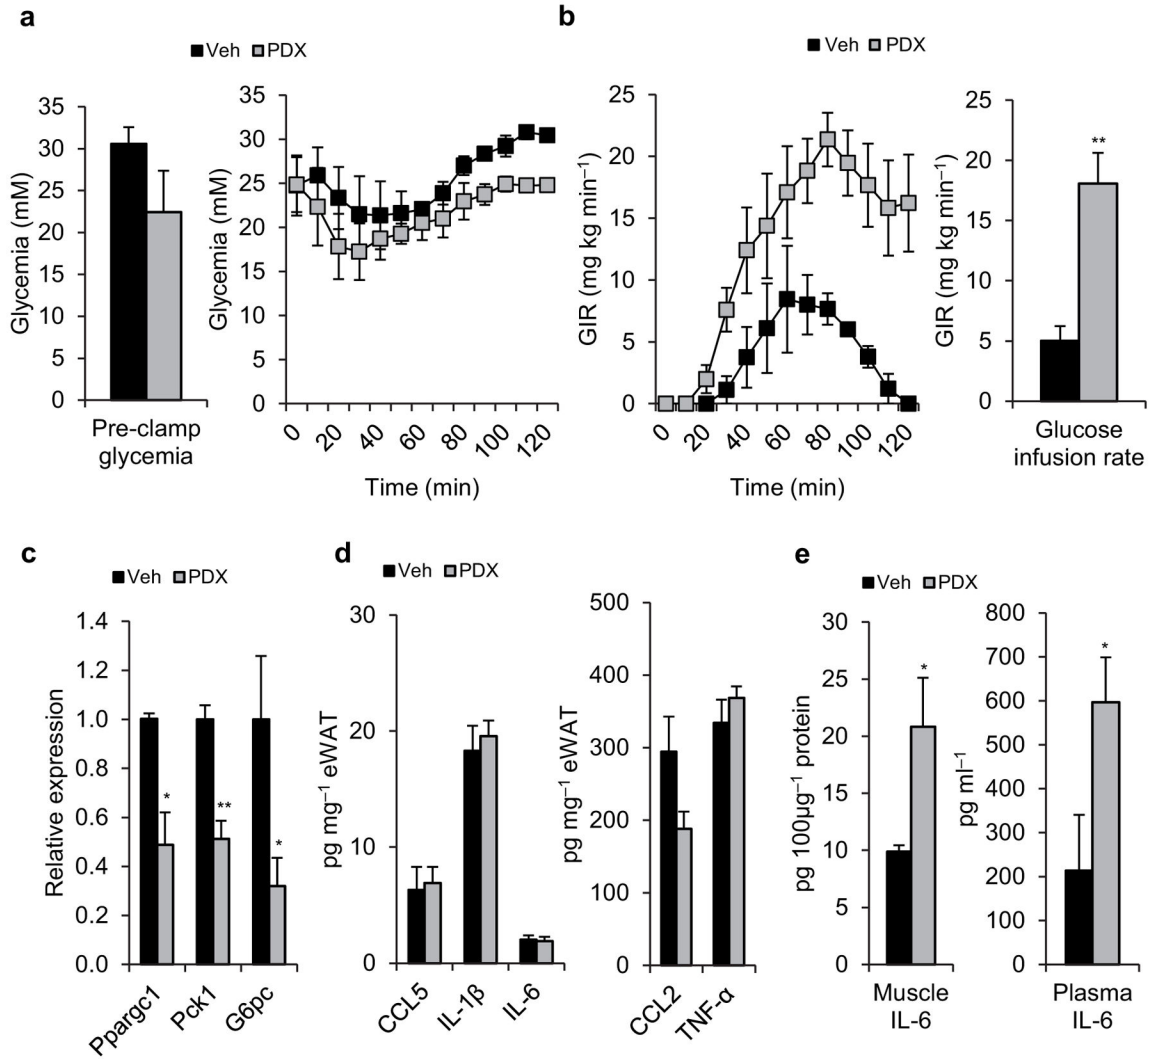 a
Veh PDX
Glycemia (mM)
35
30
25
20
15
10
5
0
Pre-clamp
glycemia
Glycemia (mM)
35
30
25
20
15
10
5
0
0 20 40 60 80 100 120
Time (min)
b
Veh PDX
GIR (mg kg min⁻¹)
25
20
15
10
5
0
0 20 40 60 80 100 120
Time (min)
GIR (mg kg min⁻¹)
25
20
15
10
5
0
**
Glucose
infusion rate
c
Veh PDX
Relative expression
1.4
1.2
1.0
0.8
0.6
0.4
0.2
0.0
* ** *
Ppargc1 Pck1 G6pc
d
Veh PDX
pg mg⁻¹ eWAT
30
20
10
0
CCL5 IL-1β IL-6
pg mg⁻¹ eWAT
500
400
300
200
100
0
CCL2 TNF-α
e
Veh PDX
pg 100µg⁻¹ protein
30
25
20
15
10
5
0
*
Muscle
IL-6
pg ml⁻¹
800
700
600
500
400
300
200
100
0
*
Plasma
IL-6